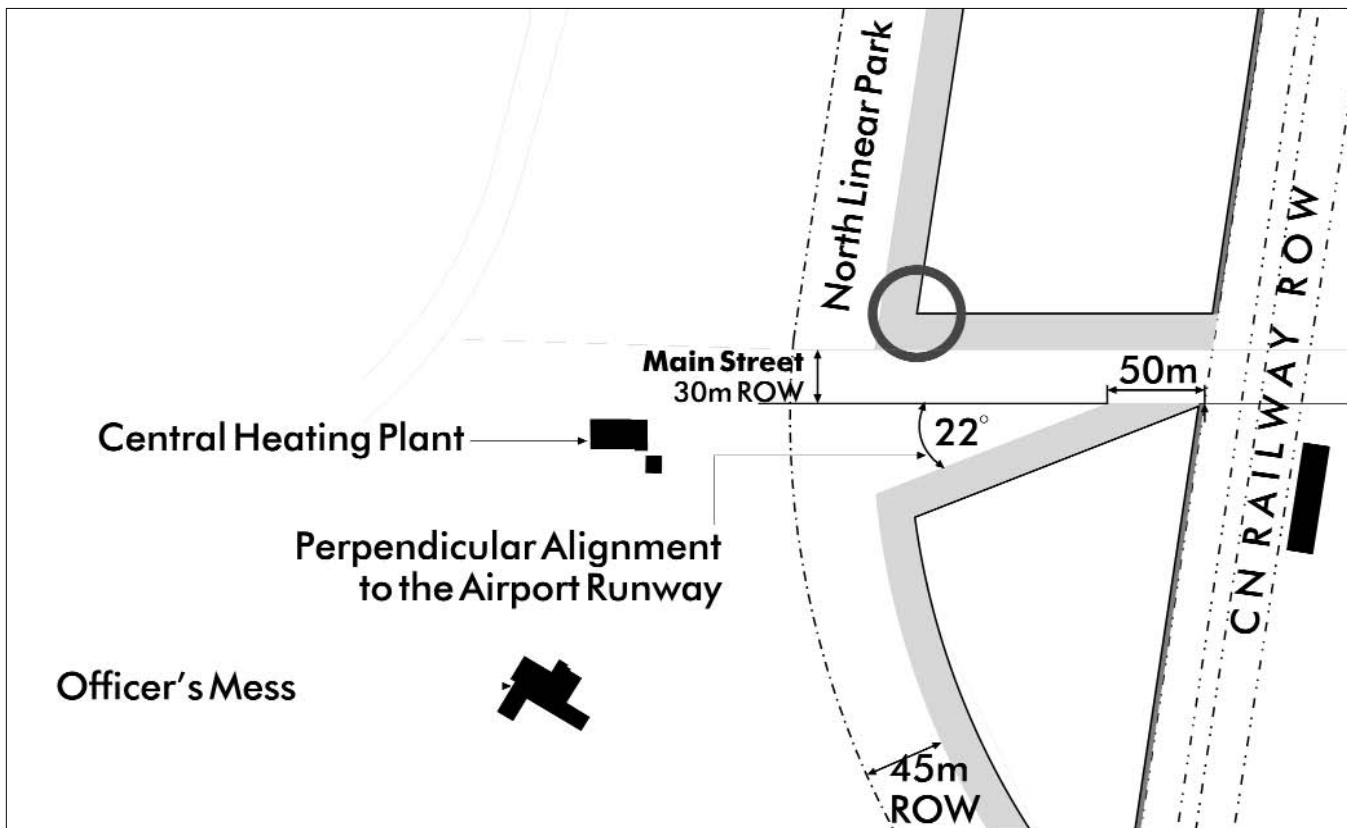 North Linear Park
Main Street
30m ROW
50m
22°
Central Heating Plant
Perpendicular Alignment
to the Airport Runway
CN RAILWAY ROW
Officer's Mess
45m
ROW